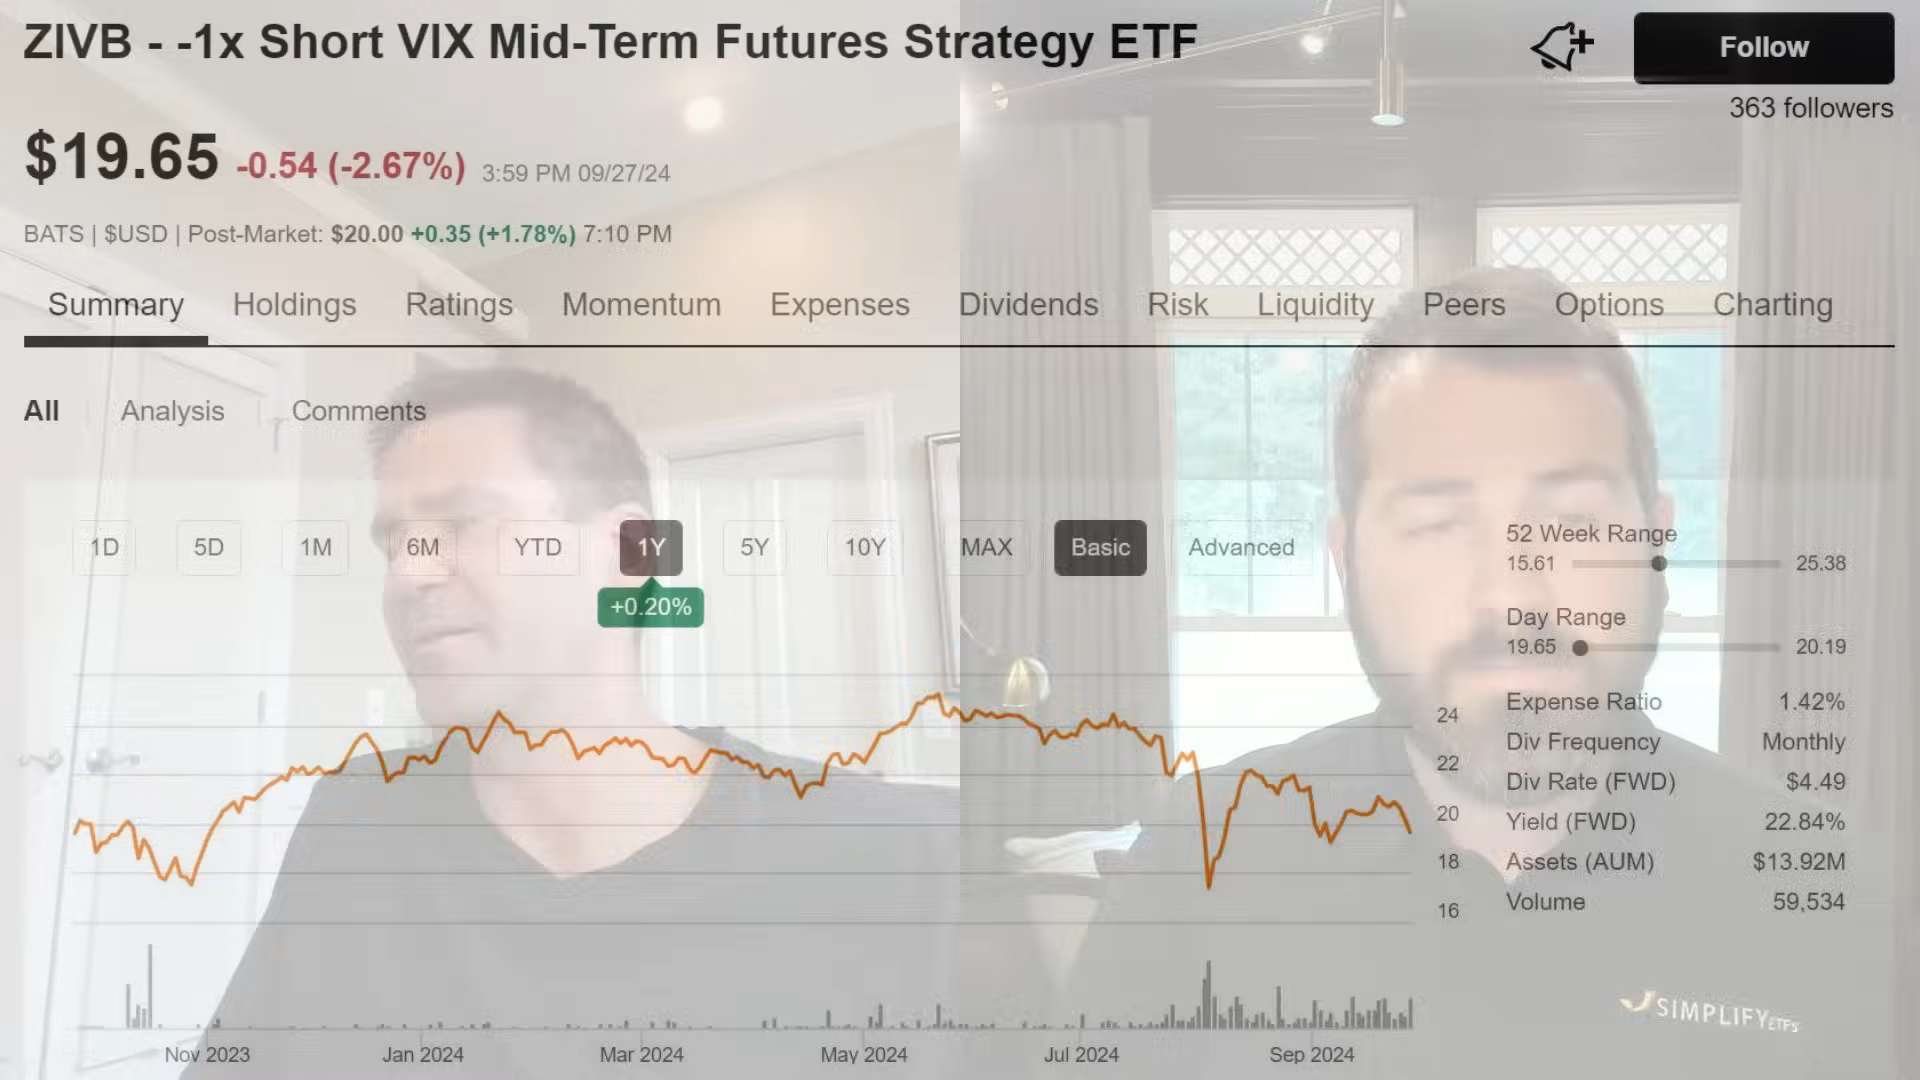 ZIVB - -1x Short VIX Mid-Term Futures Strategy ETF
Follow
363 followers
$19.65 -0.54 (-2.67%) 3:59 PM 09/27/24
BATS | $USD | Post-Market: $20.00 +0.35 (+1.78%) 7:10 PM
Summary Holdings Ratings Momentum Expenses Dividends Risk Liquidity Peers Options Charting
All Analysis Comments
1D 5D 1M 6M YTD 1Y 5Y 10Y MAX Basic Advanced
+0.20%
52 Week Range
15.61 25.38
Day Range
19.65 20.19
Expense Ratio 1.42%
Div Frequency Monthly
Div Rate (FWD) $4.49
Yield (FWD) 22.84%
Assets (AUM) $13.92M
Volume 59,534
24
22
20
18
16
Nov 2023 Jan 2024 Mar 2024 May 2024 Jul 2024 Sep 2024
SIMPLIFY ETFs